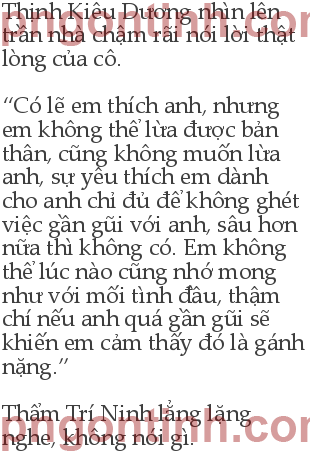 Thịnh Kiêu Dương nhìn lên
trần nhà chậm rãi nói lời thật
lòng của cô.
“Có lẽ em thích anh, nhưng
em không thể lừa được bản
thân, cũng không muốn lừa
anh, sự yêu thích em dành
cho anh chỉ đủ để không ghét
việc gần gũi với anh, sâu hơn
nữa thì không có. Em không
thể lúc nào cũng nhớ mong
như với mối tình đầu, thậm
chí nếu anh quá gần gũi sẽ
khiến em cảm thấy đó là gánh
nặng.”
Thẩm Trí Ninh lẳng lặng
nghe, không nói gì.